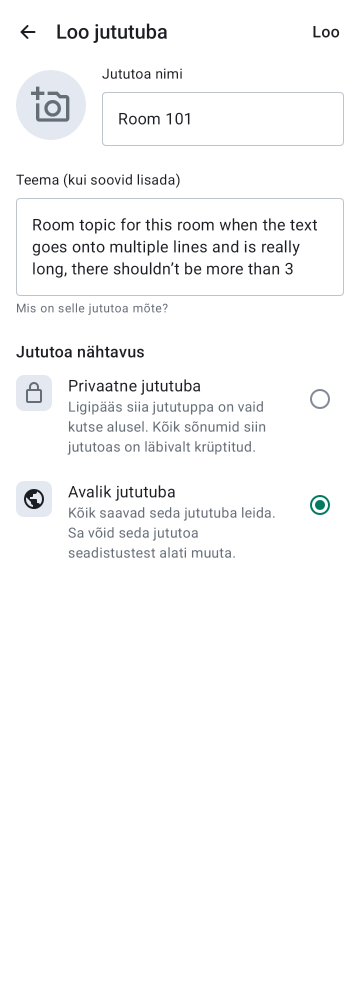 Loo jututuba
Loo
Jututoa nimi
Room 101
Teema (kui soovid lisada)
Room topic for this room when the text
goes onto multiple lines and is really
long, there shouldn’t be more than 3
Mis on selle jututoa mõte?
Jututoa nähtavus
Privaatne jututuba
Ligipääs siia jututuppa on vaid
kutse alusel. Kõik sõnumid siin
jututoas on läbivalt krüptitud.
Avalik jututuba
Kõik saavad seda jututuba leida.
Sa võid seda jututoa
seadistustest alati muuta.